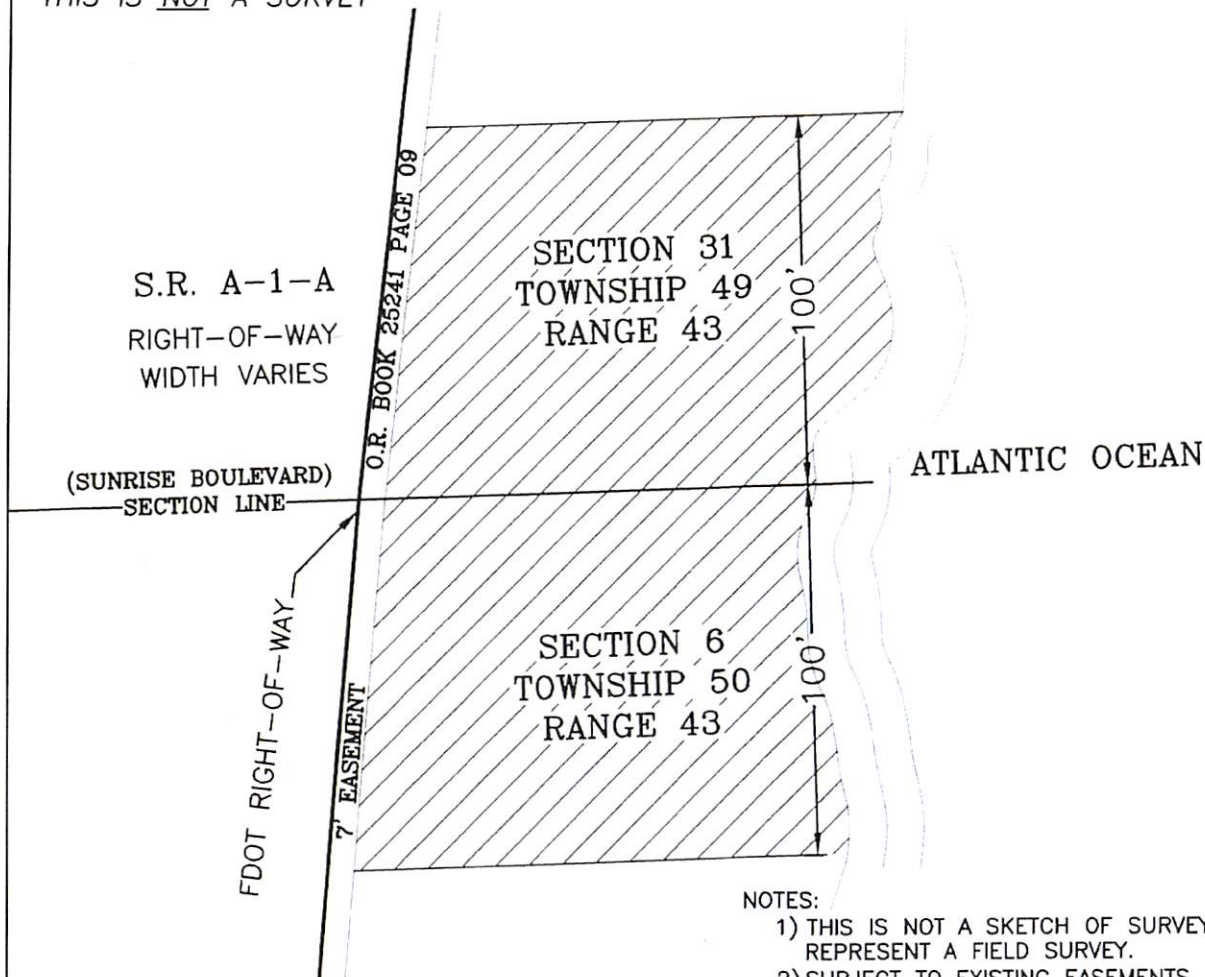 THIS IS NOT A SURVEY
S.R. A-1-A
RIGHT-OF-WAY
WIDTH VARIES
O.R. BOOK 25241 PAGE 09
SECTION 31
TOWNSHIP 49
RANGE 43
100'
(SUNRISE BOULEVARD)
SECTION LINE
ATLANTIC OCEAN
FDOT RIGHT-OF-WAY
7' EASEMENT
SECTION 6
TOWNSHIP 50
RANGE 43
100'
NOTES:
1) THIS IS NOT A SKETCH OF SURVEY
REPRESENT A FIELD SURVEY.
2) SUBJECT TO EXISTING EASEMENTS